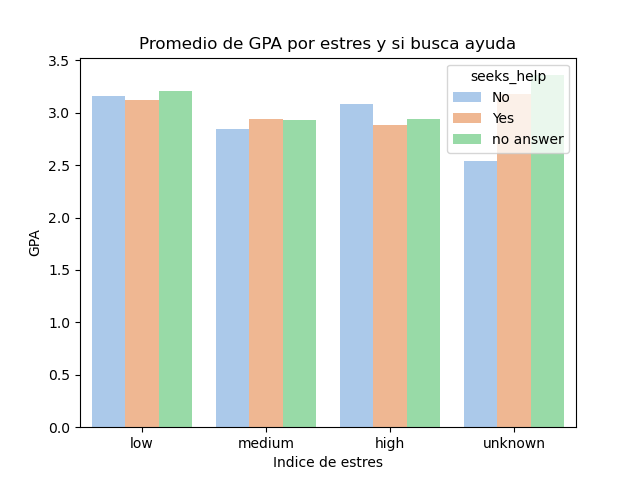 Promedio de GPA por estres y si busca ayuda
GPA
3.5
3.0
2.5
2.0
1.5
1.0
0.5
0.0
seeks_help
No
Yes
no answer
low medium high unknown
Indice de estres